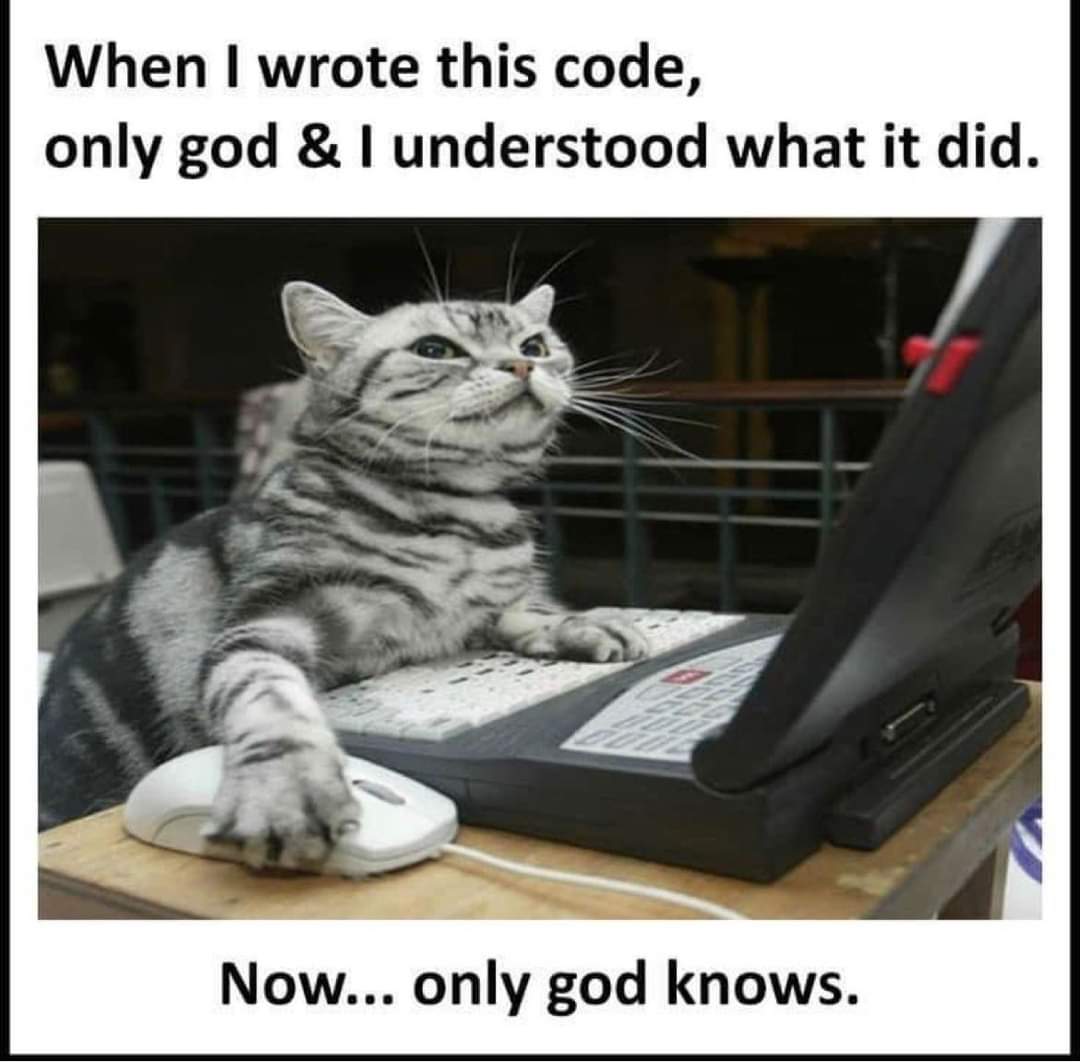 When I wrote this code,
only god & I understood what it did.
Now... only god knows.